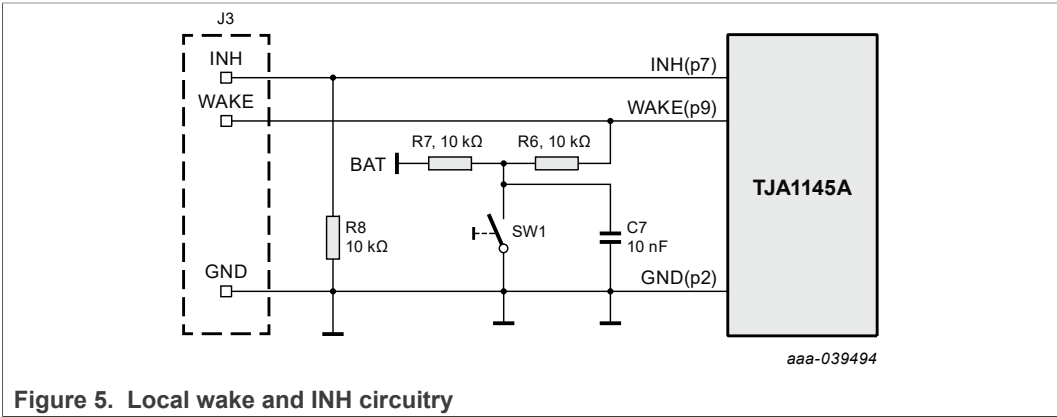 J3
INH
INH(p7)
WAKE
WAKE(p9)
R7, 10 kΩ
R6, 10 kΩ
BAT
TJA1145A
R8
10 kΩ
SW1
C7
10 nF
GND
GND(p2)
aaa-039494
Figure 5. Local wake and INH circuitry